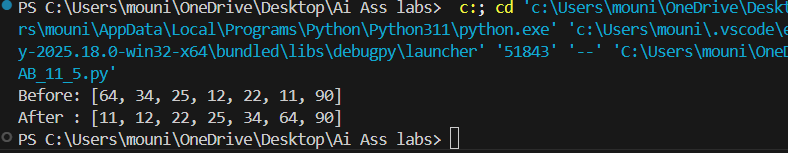 PS C:\Users\mouni\OneDrive\Desktop\Ai Ass labs>  c:; cd 'c:\Users\mouni\OneDrive\Desk
rs\mouni\AppData\Local\Programs\Python\Python311\python.exe' 'c:\Users\mouni\.vscode\e
y-2025.18.0-win32-x64\bundled\libs\debugpy\launcher' '51843' '--' 'C:\Users\mouni\OneD
AB_11_5.py'
Before: [64, 34, 25, 12, 22, 11, 90]
After : [11, 12, 22, 25, 34, 64, 90]
PS C:\Users\mouni\OneDrive\Desktop\Ai Ass labs>